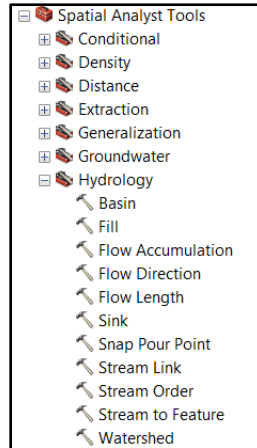 Spatial Analyst Tools
Conditional
Density
Distance
Extraction
Generalization
Groundwater
Hydrology
Basin
Fill
Flow Accumulation
Flow Direction
Flow Length
Sink
Snap Pour Point
Stream Link
Stream Order
Stream to Feature
Watershed